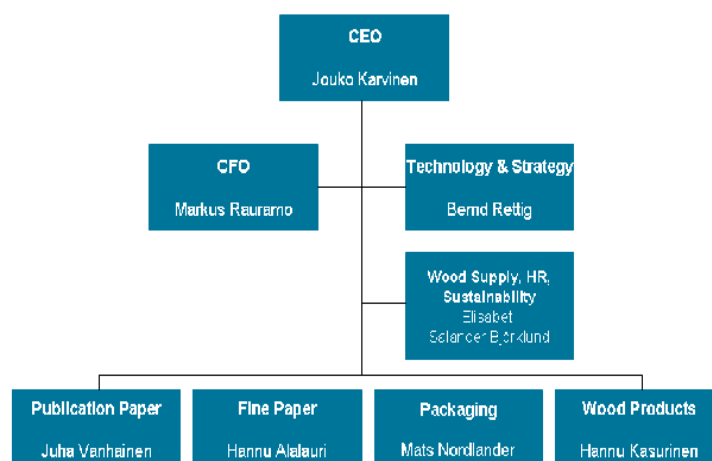 CEO
Jouko Karvinen
CFO
Markus Rauramo
Technology & Strategy
Bernd Rettig
Wood Supply, HR,
Sustainability
Elisabet
Salander Björklund
Publication Paper
Juha Vanhainen
Fine Paper
Hannu Alalauri
Packaging
Mats Nordlander
Wood Products
Hannu Kasurinen